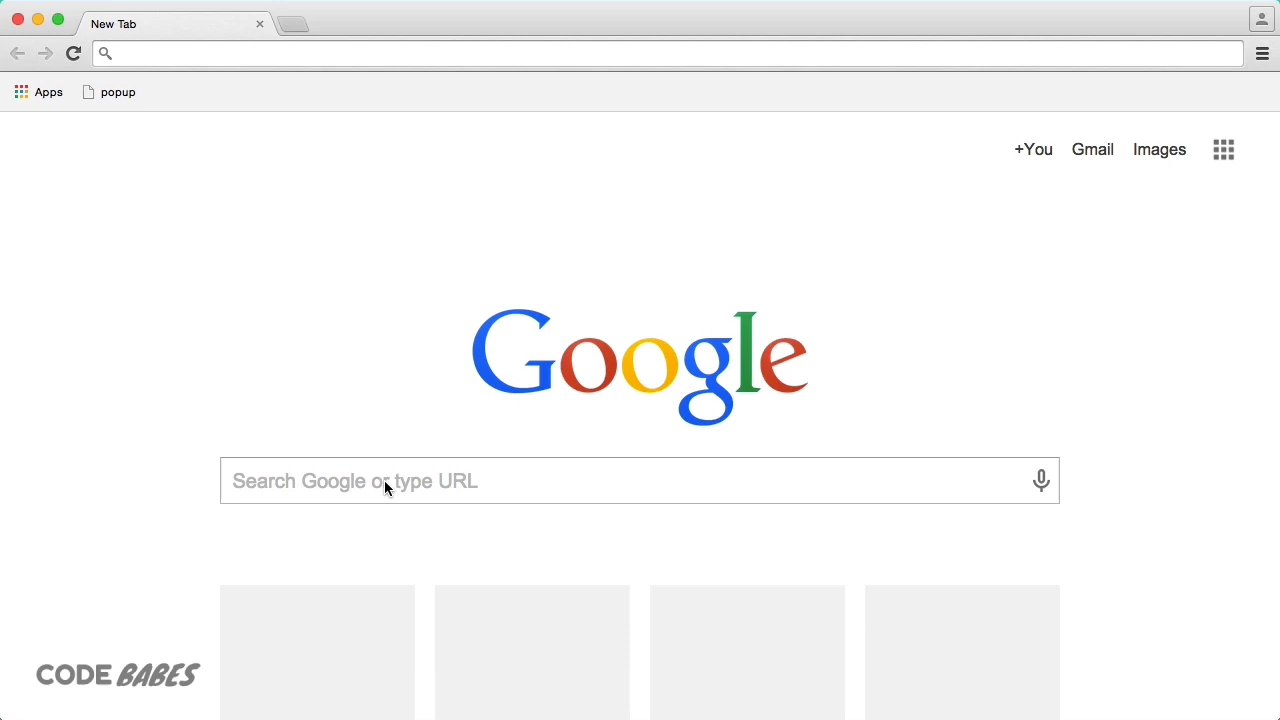 New Tab
Apps popup
+You Gmail Images
Google
Search Google or type URL
CODE BABES